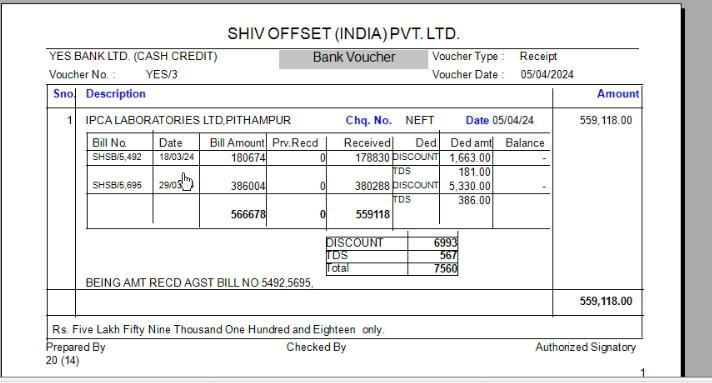 SHIV OFFSET (INDIA) PVT. LTD.
YES BANK LTD. (CASH CREDIT) Bank Voucher Voucher Type : Receipt
Voucher No. : YES/3 Voucher Date : 05/04/2024
Sno. Description Amount
1 IPCA LABORATORIES LTD,PITHAMPUR Chq. No. NEFT Date 05/04/24 559,118.00
Bill No. Date Bill Amount Prv.Recd Received Ded. Ded amt Balance
SHSB/5,492 18/03/24 180674 0 178830 DISCOUNT 1,663.00 -
TDS 181.00
SHSB/5,695 29/03 386004 0 380288 DISCOUNT 5,330.00 -
TDS 386.00
566678 0 559118
DISCOUNT 6993
TDS 567
Total 7560
BEING AMT RECD AGST BILL NO 5492,5695,
559,118.00
Rs. Five Lakh Fifty Nine Thousand One Hundred and Eighteen only.
Prepared By Checked By Authorized Signatory
20 (14)
1